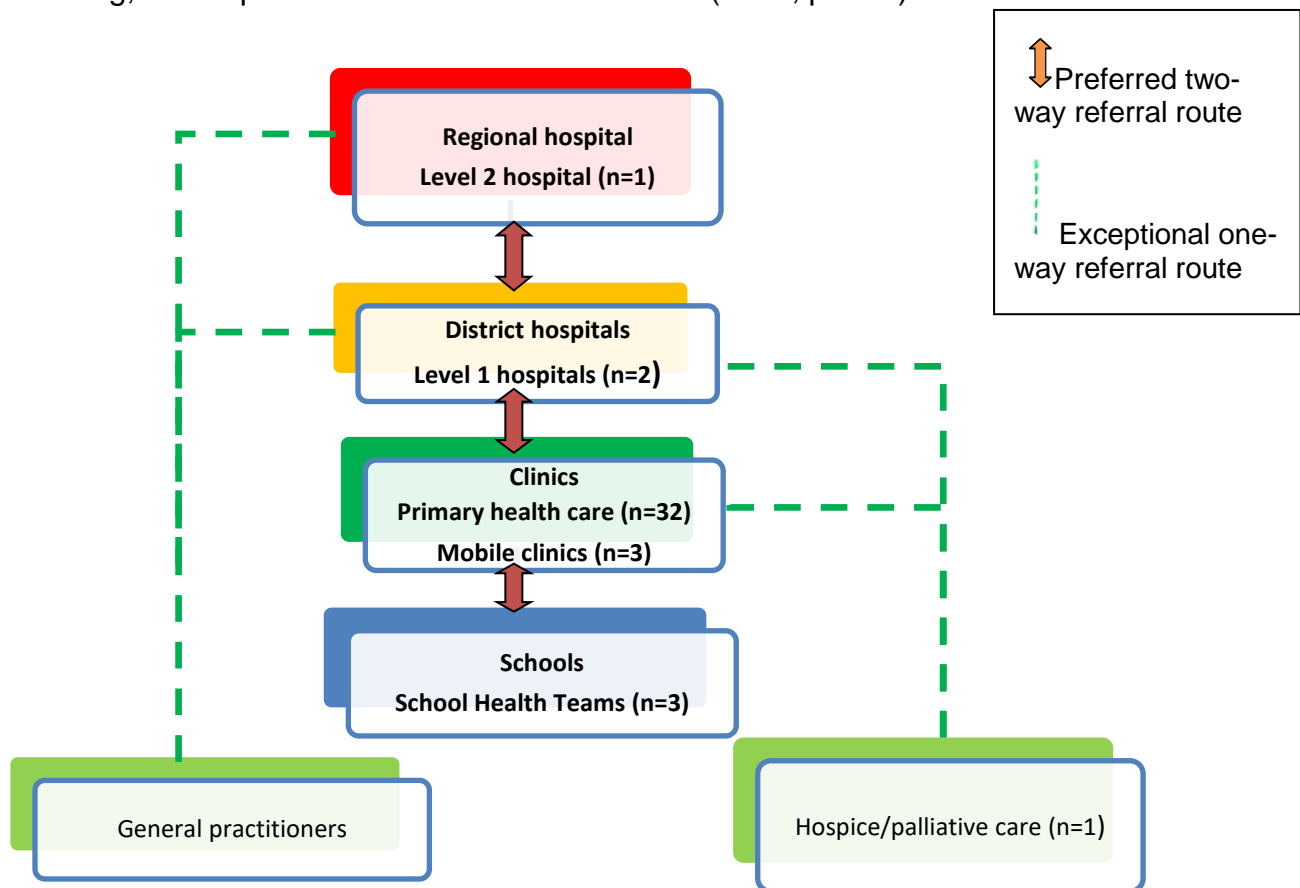 Preferred two-
way referral route
Exceptional one-
way referral route
Regional hospital
Level 2 hospital (n=1)
District hospitals
Level 1 hospitals (n=2)
Clinics
Primary health care (n=32)
Mobile clinics (n=3)
Schools
School Health Teams (n=3)
General practitioners
Hospice/palliative care (n=1)